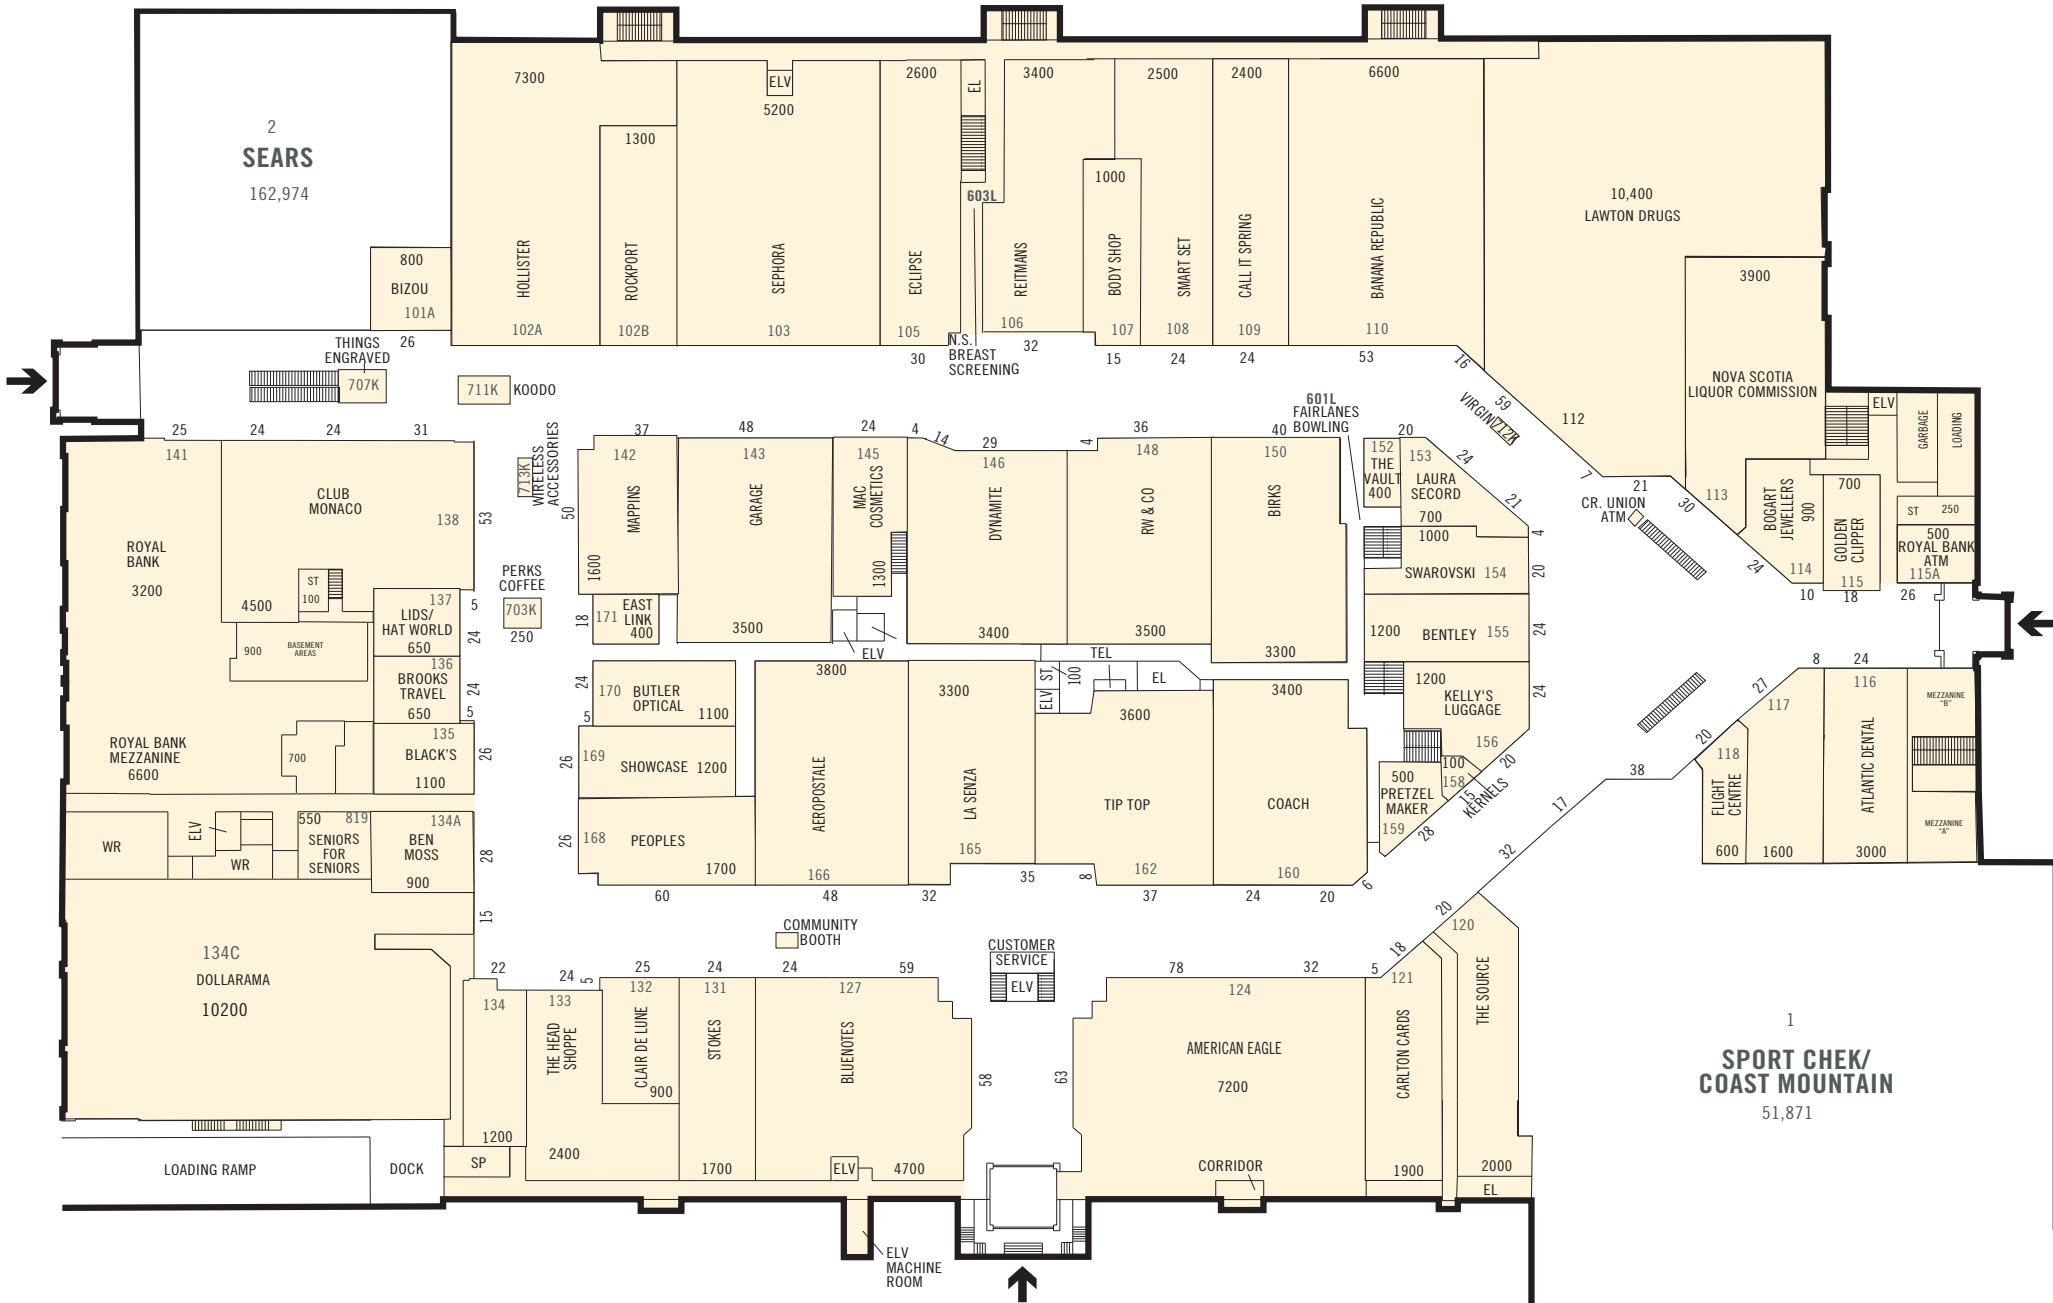 2
SEARS
162,974
7300
HOLLISTER
102A
1300
ROCKPORT
102B
ELV
5200
SEPHORA
103
2600
ECLIPSE
105
30
EL
603L
N.S.
BREAST
SCREENING
3400
REITMANS
106
32
1000
BODY SHOP
107
15
2500
SMART SET
108
24
2400
CALL IT SPRING
109
24
6600
BANANA REPUBLIC
110
53
16
59
112
7
21
30
24
10,400
LAWTON DRUGS
3900
NOVA SCOTIA
LIQUOR COMMISSION
113
800
BIZOU
101A
26
THINGS
ENGRAVED
707K
711K KOODO
713K
WIRELESS
ACCESSORIES
VIRGIN
712K
601L
FAIRLANES
BOWLING
CR. UNION
ATM
ELV
GARBAGE
LOADING
BOGART
JEWELLERS
900
114
10
700
GOLDEN
CLIPPER
115
18
ST 250
500
ROYAL BANK
ATM
115A
26
25
24
24
31
141
ROYAL
BANK
3200
CLUB
MONACO
138
53
4500
ST
100
900
BASEMENT
AREAS
137
LIDS/
HAT WORLD
650
5
24
136
BROOKS
TRAVEL
650
24
5
135
BLACK'S
1100
26
ROYAL BANK
MEZZANINE
6600
700
PERKS
COFFEE
703K
250
37
142
MAPPINS
1600
50
48
143
GARAGE
3500
24
145
MAC
COSMETICS
1300
4
14
29
146
DYNAMITE
3400
4
36
148
RW & CO
3500
40
150
BIRKS
3300
18
171
EAST
LINK
400
ELV
152
THE
VAULT
400
20
153
LAURA
SECORD
700
24
21
4
1000
SWAROVSKI 154
20
1200
BENTLEY 155
24
1200
KELLY'S
LUGGAGE
156
24
20
100
158
KERNELS
15
500
PRETZEL
MAKER
159
28
24
170
BUTLER
OPTICAL
1100
5
26
169
SHOWCASE 1200
26
168
PEOPLES
1700
60
3800
AEROPOSTALE
166
48
3300
LA SENZA
165
32
35
ELV
ST
100
TEL
EL
3600
TIP TOP
162
8
37
3400
COACH
160
24
20
6
8
24
27
117
116
ATLANTIC DENTAL
3000
1600
118
FLIGHT
CENTRE
600
20
38
17
32
MEZZANINE
"B"
MEZZANINE
"A"
WR
ELV
WR
550 819
SENIORS
FOR
SENIORS
134A
BEN
MOSS
900
28
15
134C
DOLLARAMA
10200
LOADING RAMP
DOCK
SP
22
134
1200
24
133
THE HEAD
SHOPPE
2400
5
25
132
CLAIR DE LUNE
900
24
131
STOKES
1700
24
59
127
BLUENOTES
ELV
4700
58
COMMUNITY
BOOTH
CUSTOMER
SERVICE
ELV
63
78
32
124
AMERICAN EAGLE
7200
CORRIDOR
5
18
121
CARLTON CARDS
1900
20
120
THE SOURCE
2000
EL
ELV
MACHINE
ROOM
1
SPORT CHEK/
COAST MOUNTAIN
51,871